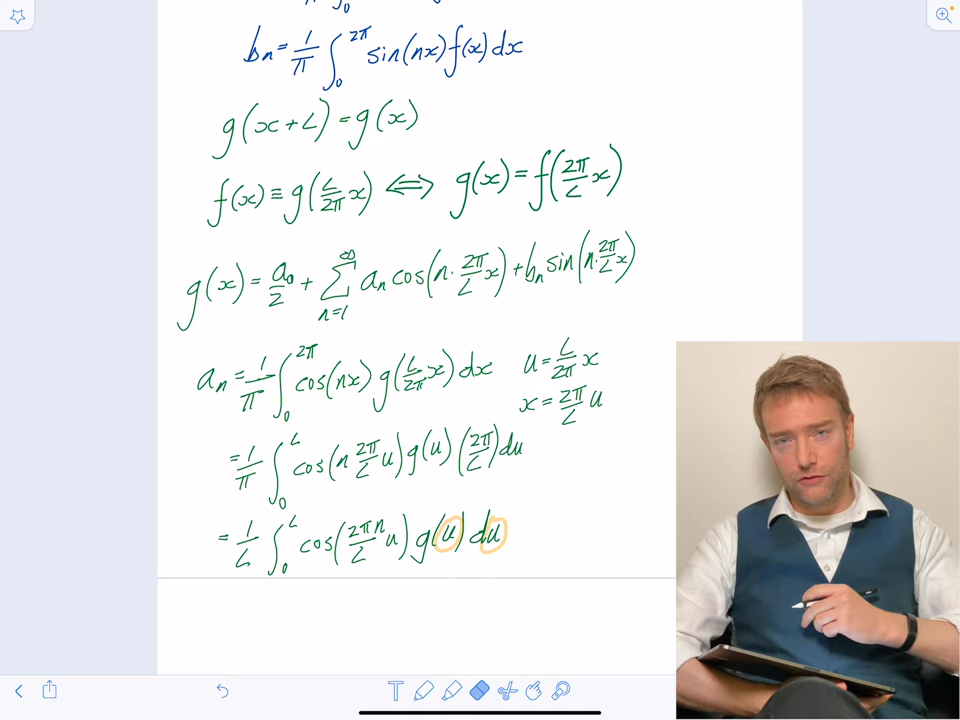 bn = 1/π ∫₀^2π sin(nx) f(x) dx
g(x+L) = g(x)
f(x) ≡ g(L/2π x) ⟺ g(x) = f(2π/L x)
g(x) = a₀/2 + ∑_{n=1}^∞ an cos(n · 2π/L x) + bn sin(n · 2π/L x)
an = 1/π ∫₀^2π cos(nx) g(L/2π x) dx u = L/2π x
x = 2π/L u
= 1/π ∫₀^L cos(n 2π/L u) g(u) (2π/L) du
= 1/L ∫₀^L cos(2πn/L u) g(u) du
T